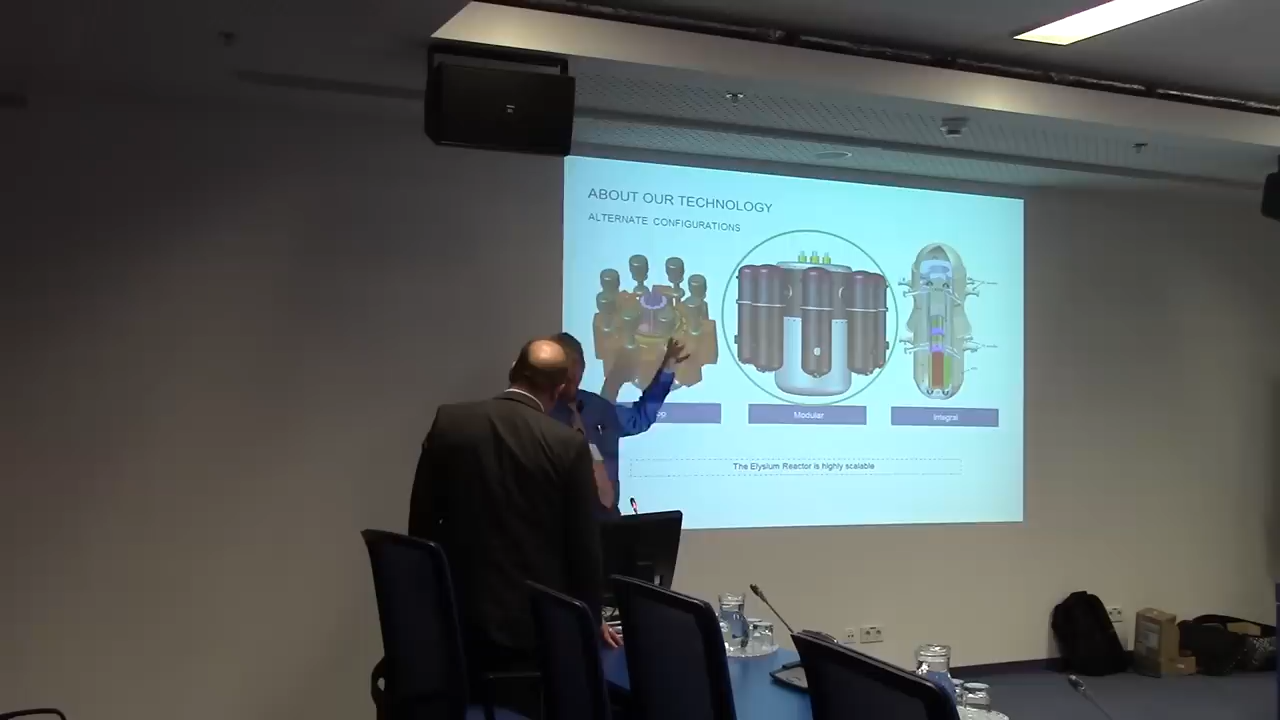 ABOUT OUR TECHNOLOGY
ALTERNATE CONFIGURATIONS
Modular
Integral
The Elysium Reactor is highly scalable